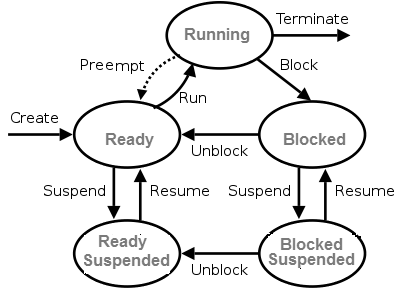 Terminate
Running
Preempt
Block
Run
Create
Ready
Blocked
Unblock
Suspend
Resume
Suspend
Resume
Ready
Suspended
Blocked
Suspended
Unblock